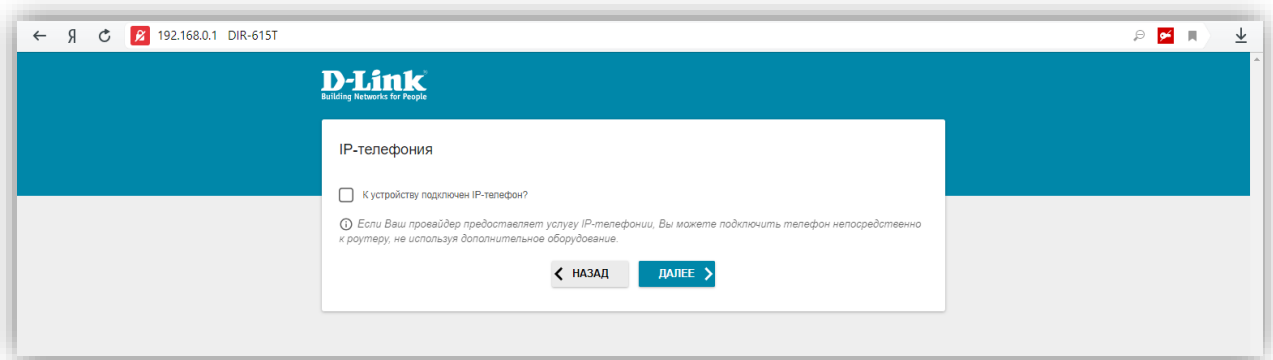 Я 192.168.0.1 DIR-615T
D-Link
Building Networks for People
IP-телефония
К устройству подключен IP-телефон?
Если Ваш провайдер предоставляет услугу IP-телефонии, Вы можете подключить телефон непосредственно
к роутеру, не используя дополнительное оборудование.
НАЗАД
ДАЛЕЕ